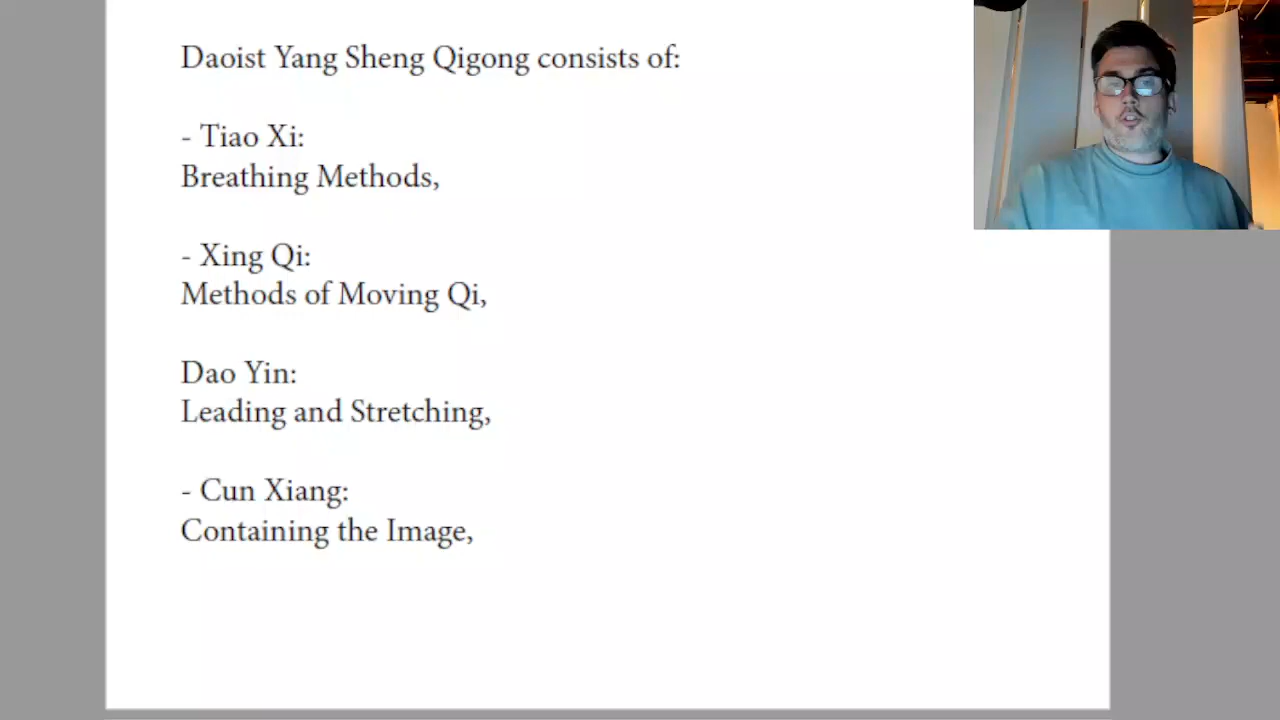 Daoist Yang Sheng Qigong consists of:
- Tiao Xi:
Breathing Methods,
- Xing Qi:
Methods of Moving Qi,
Dao Yin:
Leading and Stretching,
- Cun Xiang:
Containing the Image,